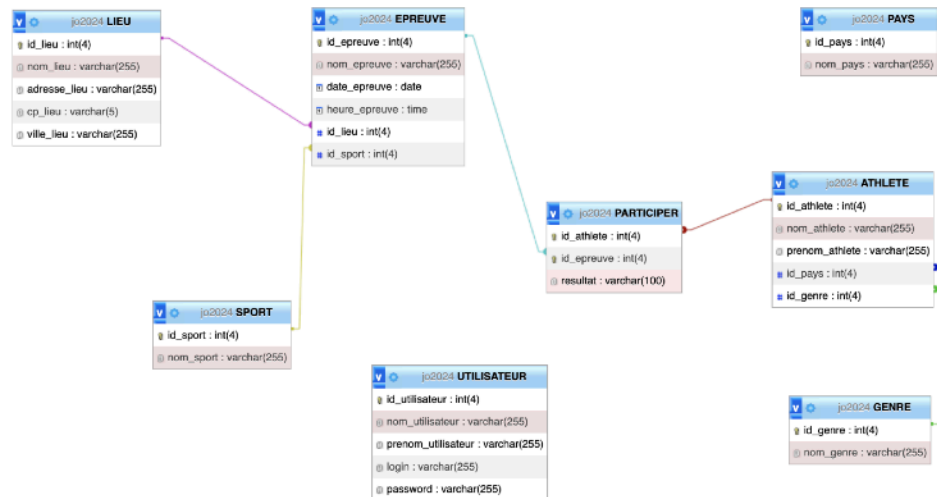 jo2024 LIEU
id_lieu : int(4)
nom_lieu : varchar(255)
adresse_lieu : varchar(255)
cp_lieu : varchar(5)
ville_lieu : varchar(255)
jo2024 EPREUVE
id_epreuve : int(4)
nom_epreuve : varchar(255)
date_epreuve : date
heure_epreuve : time
id_lieu : int(4)
id_sport : int(4)
jo2024 PAYS
id_pays : int(4)
nom_pays : varchar(255)
jo2024 PARTICIPER
id_athlete : int(4)
id_epreuve : int(4)
resultat : varchar(100)
jo2024 ATHLETE
id_athlete : int(4)
nom_athlete : varchar(255)
prenom_athlete : varchar(255)
id_pays : int(4)
id_genre : int(4)
jo2024 SPORT
id_sport : int(4)
nom_sport : varchar(255)
jo2024 UTILISATEUR
id_utilisateur : int(4)
nom_utilisateur : varchar(255)
prenom_utilisateur : varchar(255)
login : varchar(255)
password : varchar(255)
jo2024 GENRE
id_genre : int(4)
nom_genre : varchar(255)